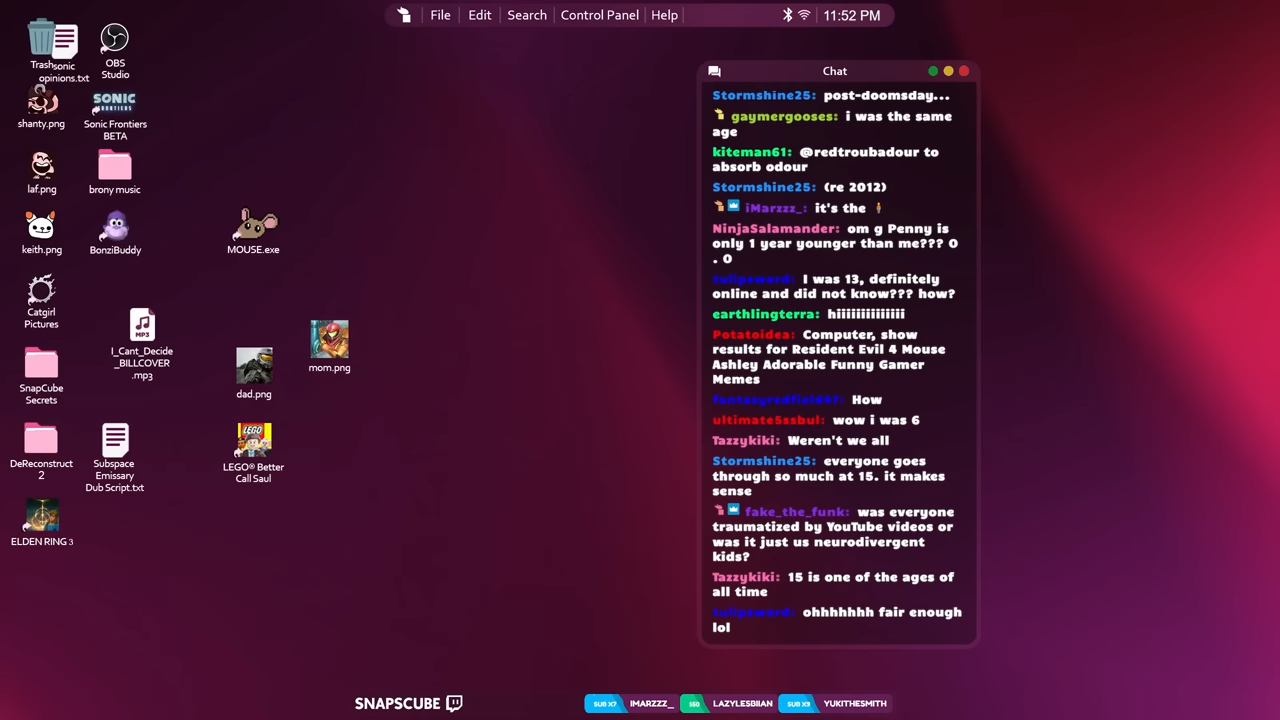 File Edit Search Control Panel Help 11:52 PM
Trash
sonic opinions.txt
OBS Studio
shanty.png
SONIC FRONTIERS
Sonic Frontiers BETA
laf.png
brony music
keith.png
BonziBuddy
MOUSE.exe
Catgirl Pictures
MP3
I_Cant_Decide
_BILLCOVER
.mp3
mom.png
SnapCube Secrets
dad.png
DeReconstruct 2
Subspace Emissary Dub Script.txt
LEGO
LEGO® Better Call Saul
ELDEN RING 3
Chat
Stormshine25: post-doomsday...
gaymergooses: i was the same
age
kiteman61: @redtroubadour to
absorb odour
Stormshine25: (re 2012)
iMarzzz_: it's the
NinjaSalamander: om g Penny is
only 1 year younger than me??? O
. O
tulipsword: I was 13, definitely
online and did not know??? how?
earthlingterra: hiiiiiiiiiiiiii
Potatoidea: Computer, show
results for Resident Evil 4 Mouse
Ashley Adorable Funny Gamer
Memes
How
ultimate5ssbul: wow i was 6
Tazzykiki: Weren't we all
Stormshine25: everyone goes
through so much at 15. it makes
sense
fake_the_funk: was everyone
traumatized by YouTube videos or
was it just us neurodivergent
kids?
Tazzykiki: 15 is one of the ages of
all time
tulipsword: ohhhhhhh fair enough
lol
SNAPSCUBE
SUB X7 IMARZZZ_ $50 LAZYLESBIIAN SUB X9 YUKITHESMITH